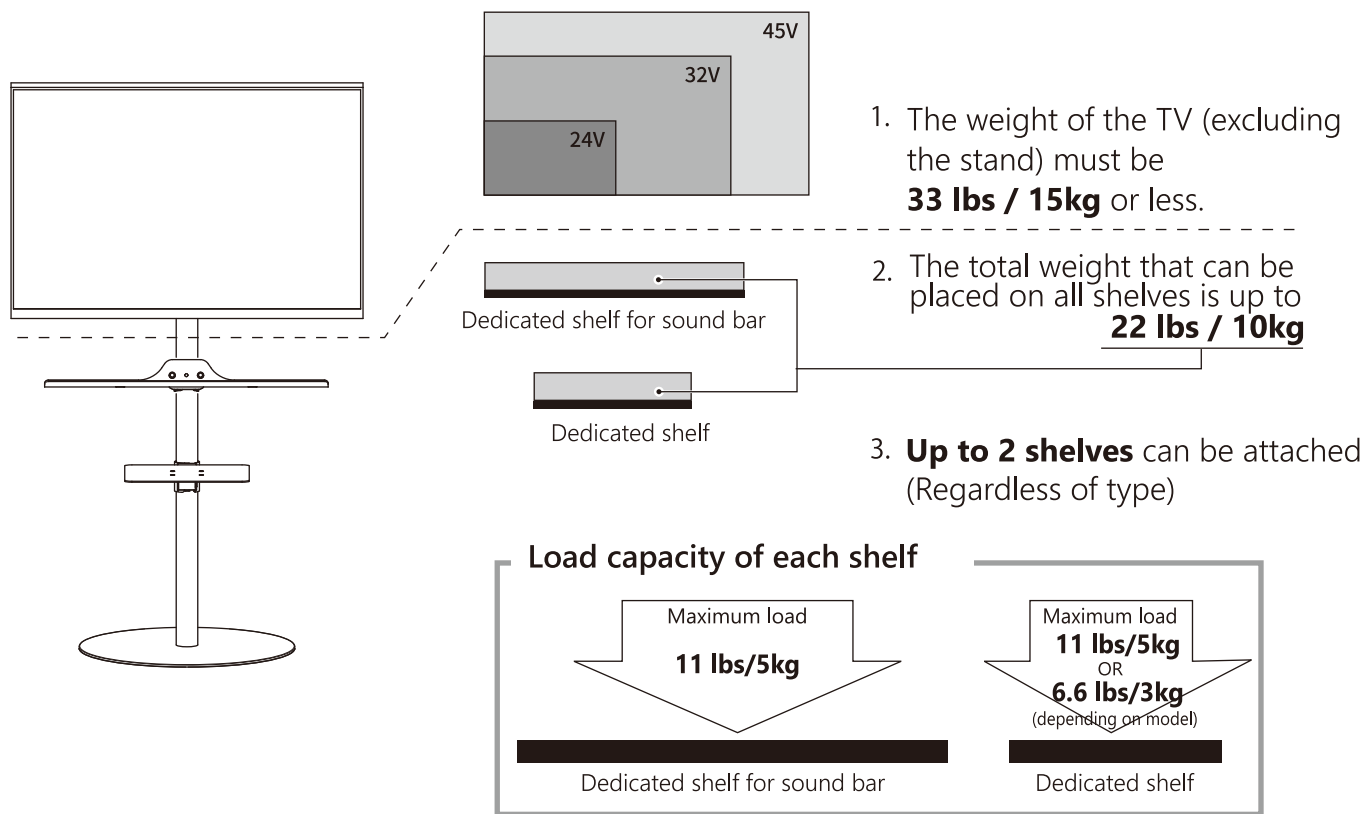 45V
32V
24V
1. The weight of the TV (excluding
the stand) must be
33 lbs / 15kg or less.
2. The total weight that can be
placed on all shelves is up to
22 lbs / 10kg
Dedicated shelf for sound bar
Dedicated shelf
3. Up to 2 shelves can be attached
(Regardless of type)
Load capacity of each shelf
Maximum load
11 lbs/5kg
Dedicated shelf for sound bar
Maximum load
11 lbs/5kg
OR
6.6 lbs/3kg
(depending on model)
Dedicated shelf